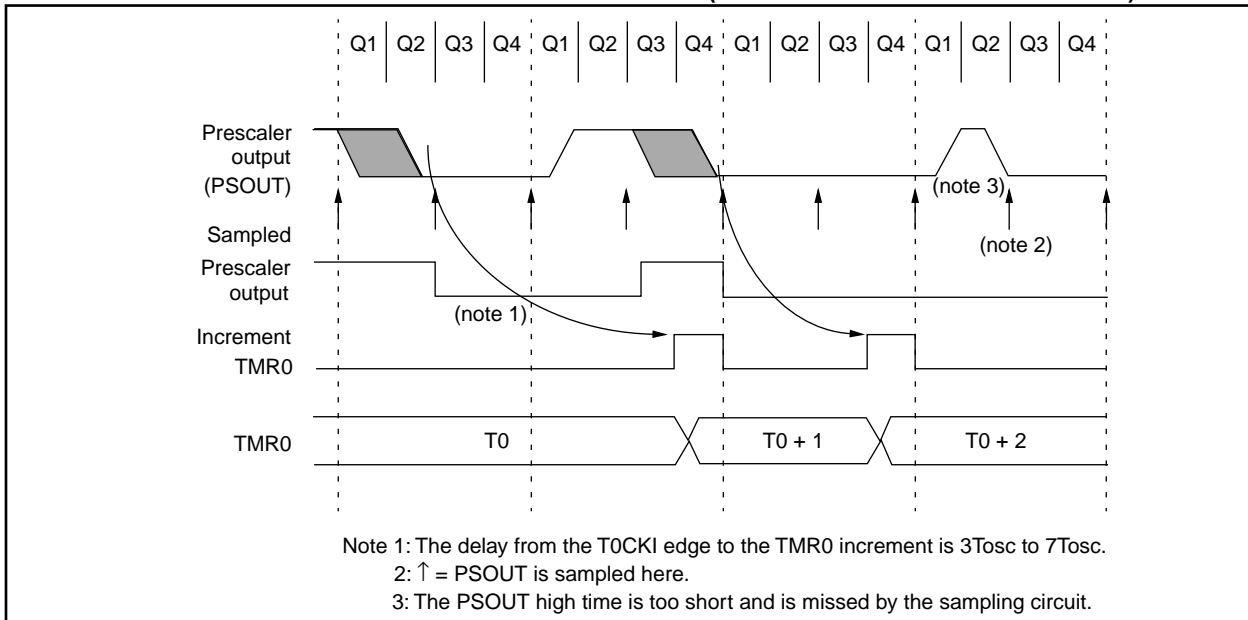 Q1 Q2 Q3 Q4 Q1 Q2 Q3 Q4 Q1 Q2 Q3 Q4 Q1 Q2 Q3 Q4
Prescaler
output
(PSOUT)
(note 3)
Sampled
(note 2)
Prescaler
output
(note 1)
Increment
TMR0
TMR0
T0
T0 + 1
T0 + 2
Note 1: The delay from the T0CKI edge to the TMR0 increment is 3Tosc to 7Tosc.
2: ↑ = PSOUT is sampled here.
3: The PSOUT high time is too short and is missed by the sampling circuit.